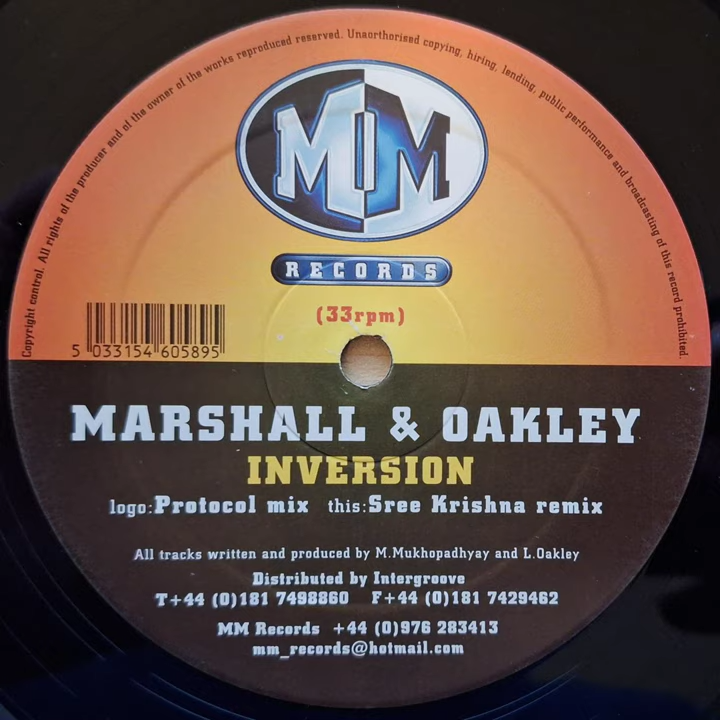 Copyright control. All rights of the producer and of the owner of the works reproduced reserved. Unaorthorised copying, hiring, lending, public performance and broadcasting of this record prohibited.
MM
RECORDS
(33rpm)
5 033154 605895
MARSHALL & OAKLEY
INVERSION
logo:Protocol mix this:Sree Krishna remix
All tracks written and produced by M.Mukhopadhyay and L.Oakley
Distributed by Intergroove
T+44 (0)181 7498860 F+44 (0)181 7429462
MM Records +44 (0)976 283413
mm_records@hotmail.com